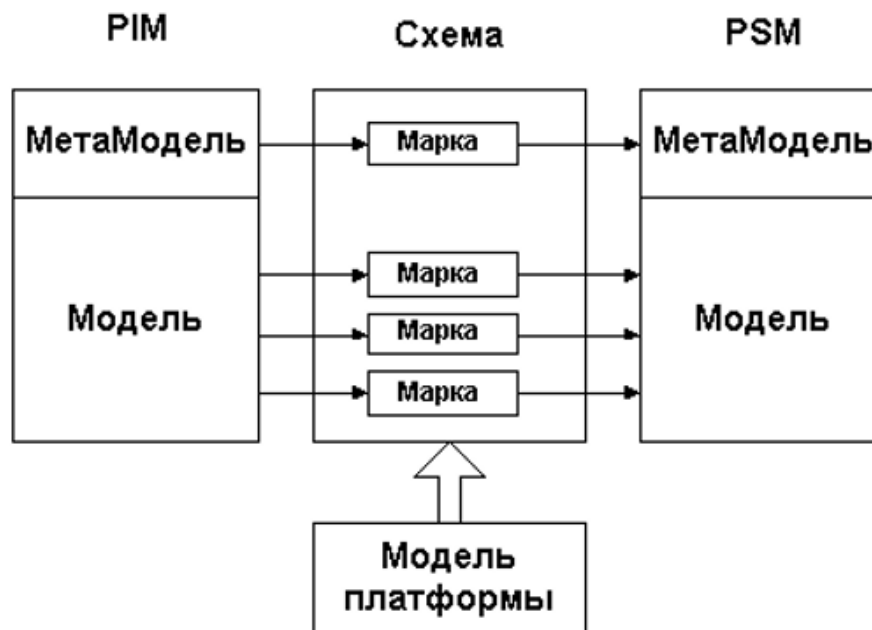 PIM
Схема
PSM
МетаМодель
Марка
МетаМодель
Модель
Марка
Марка
Марка
Модель
Модель
платформы